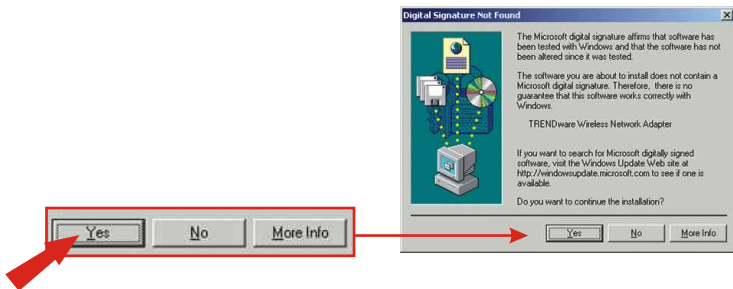 Digital Signature Not Found
The Microsoft digital signature affirms that software has
been tested with Windows and that the software has not
been altered since it was tested.
The software you are about to install does not contain a
Microsoft digital signature. Therefore, there is no
guarantee that this software works correctly with
Windows.
TRENDware Wireless Network Adapter
If you want to search for Microsoft digitally signed
software, visit the Windows Update Web site at
http://windowsupdate.microsoft.com to see if one is
available.
Do you want to continue the installation?
Yes No More Info
Yes No More Info